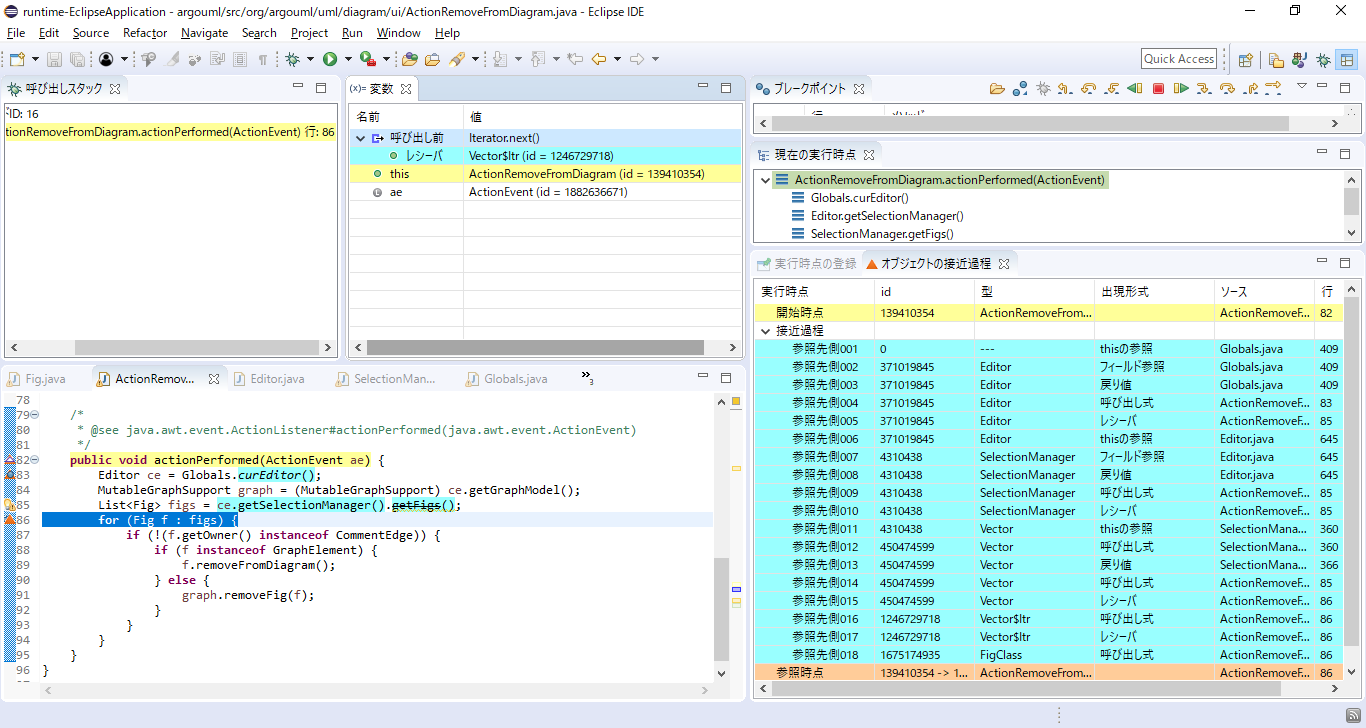 runtime-EclipseApplication - argouml/src/org/argouml/uml/diagram/ui/ActionRemoveFromDiagram.java - Eclipse IDE
File Edit Source Refactor Navigate Search Project Run Window Help
Quick Access
呼び出しスタック
ID: 16
tionRemoveFromDiagram.actionPerformed(ActionEvent) 行: 86
(x)= 変数
名前 値
呼び出し前 Iterator.next()
レシーバ Vector$Itr (id = 1246729718)
this ActionRemoveFromDiagram (id = 139410354)
ae ActionEvent (id = 1882636671)
ブレークポイント
現在の実行時点
ActionRemoveFromDiagram.actionPerformed(ActionEvent)
Globals.curEditor()
Editor.getSelectionManager()
SelectionManager.getFigs()
実行時点の登録 オブジェクトの接近過程
実行時点 id 型 出現形式 ソース 行
開始時点 139410354 ActionRemoveFrom... ActionRemoveF... 82
接近過程
参照先側001 0 --- thisの参照 Globals.java 409
参照先側002 371019845 Editor フィールド参照 Globals.java 409
参照先側003 371019845 Editor 戻り値 Globals.java 409
参照先側004 371019845 Editor 呼び出し式 ActionRemoveF... 83
参照先側005 371019845 Editor レシーバ ActionRemoveF... 85
参照先側006 371019845 Editor thisの参照 Editor.java 645
参照先側007 4310438 SelectionManager フィールド参照 Editor.java 645
参照先側008 4310438 SelectionManager 戻り値 Editor.java 645
参照先側009 4310438 SelectionManager 呼び出し式 ActionRemoveF... 85
参照先側010 4310438 SelectionManager レシーバ ActionRemoveF... 85
参照先側011 4310438 Vector thisの参照 SelectionMana... 360
参照先側012 450474599 Vector 呼び出し式 SelectionMana... 360
参照先側013 450474599 Vector 戻り値 SelectionMana... 366
参照先側014 450474599 Vector 呼び出し式 ActionRemoveF... 85
参照先側015 450474599 Vector レシーバ ActionRemoveF... 86
参照先側016 1246729718 Vector$Itr 呼び出し式 ActionRemoveF... 86
参照先側017 1246729718 Vector$Itr レシーバ ActionRemoveF... 86
参照先側018 1675174935 FigClass 呼び出し式 ActionRemoveF... 86
参照時点 139410354 -> 1... ActionRemoveFrom... ActionRemoveF... 86
Fig.java ActionRemov... Editor.java SelectionMan... Globals.java »3
78
79 /*
80 * @see java.awt.event.ActionListener#actionPerformed(java.awt.event.ActionEvent)
81 */
82 public void actionPerformed(ActionEvent ae) {
83 Editor ce = Globals.curEditor();
84 MutableGraphSupport graph = (MutableGraphSupport) ce.getGraphModel();
85 List<Fig> figs = ce.getSelectionManager().getFigs();
86 for (Fig f : figs) {
87 if (!(f.getOwner() instanceof CommentEdge)) {
88 if (f instanceof GraphElement) {
89 f.removeFromDiagram();
90 } else {
91 graph.removeFig(f);
92 }
93 }
94 }
95 }
96 }